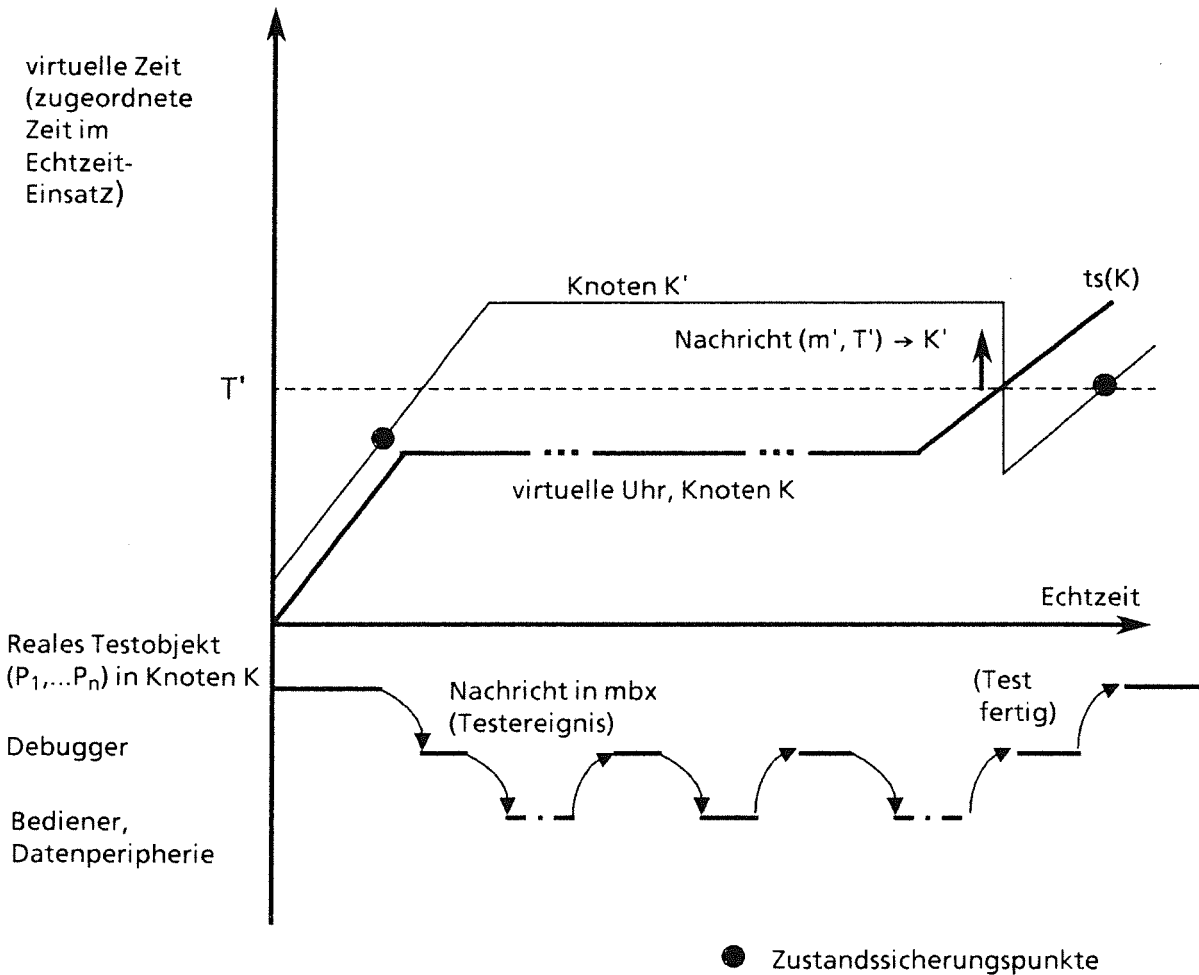 virtuelle Zeit
(zugeordnete
Zeit im
Echtzeit-
Einsatz)
Knoten K'
ts(K)
Nachricht (m', T') → K'
T'
virtuelle Uhr, Knoten K
Echtzeit
Reales Testobjekt
(P1,...Pn) in Knoten K
Nachricht in mbx
(Testereignis)
(Test
fertig)
Debugger
Bediener,
Datenperipherie
Zustandssicherungspunkte